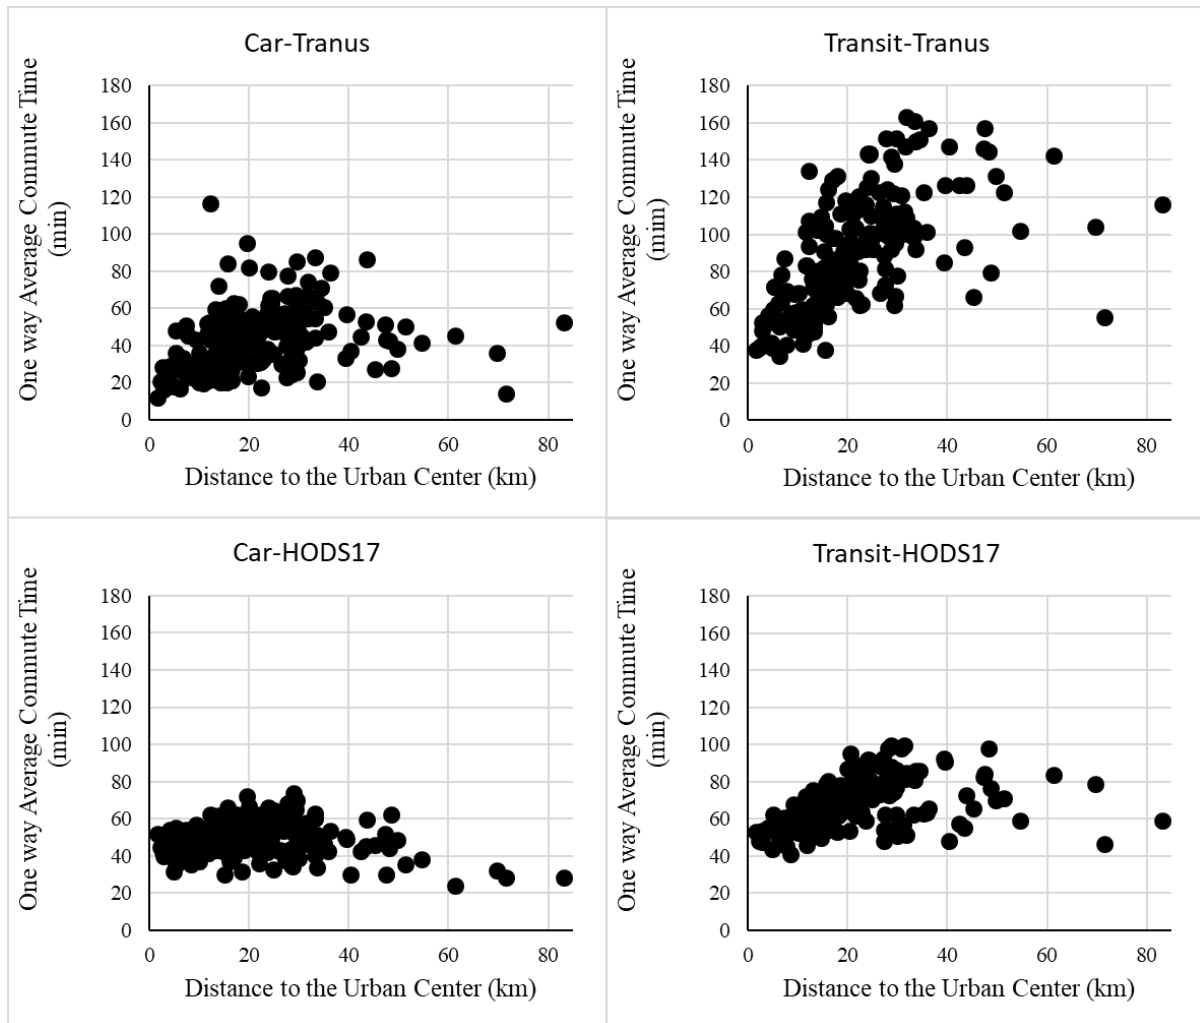 Car-Tranus
One way Average Commute Time
(min)
180
160
140
120
100
80
60
40
20
0
0 20 40 60 80
Distance to the Urban Center (km)
Transit-Tranus
One way Average Commute Time
(min)
180
160
140
120
100
80
60
40
20
0
0 20 40 60 80
Distance to the Urban Center (km)
Car-HODS17
One way Average Commute Time
(min)
180
160
140
120
100
80
60
40
20
0
0 20 40 60 80
Distance to the Urban Center (km)
Transit-HODS17
One way Average Commute Time
(min)
180
160
140
120
100
80
60
40
20
0
0 20 40 60 80
Distance to the Urban Center (km)